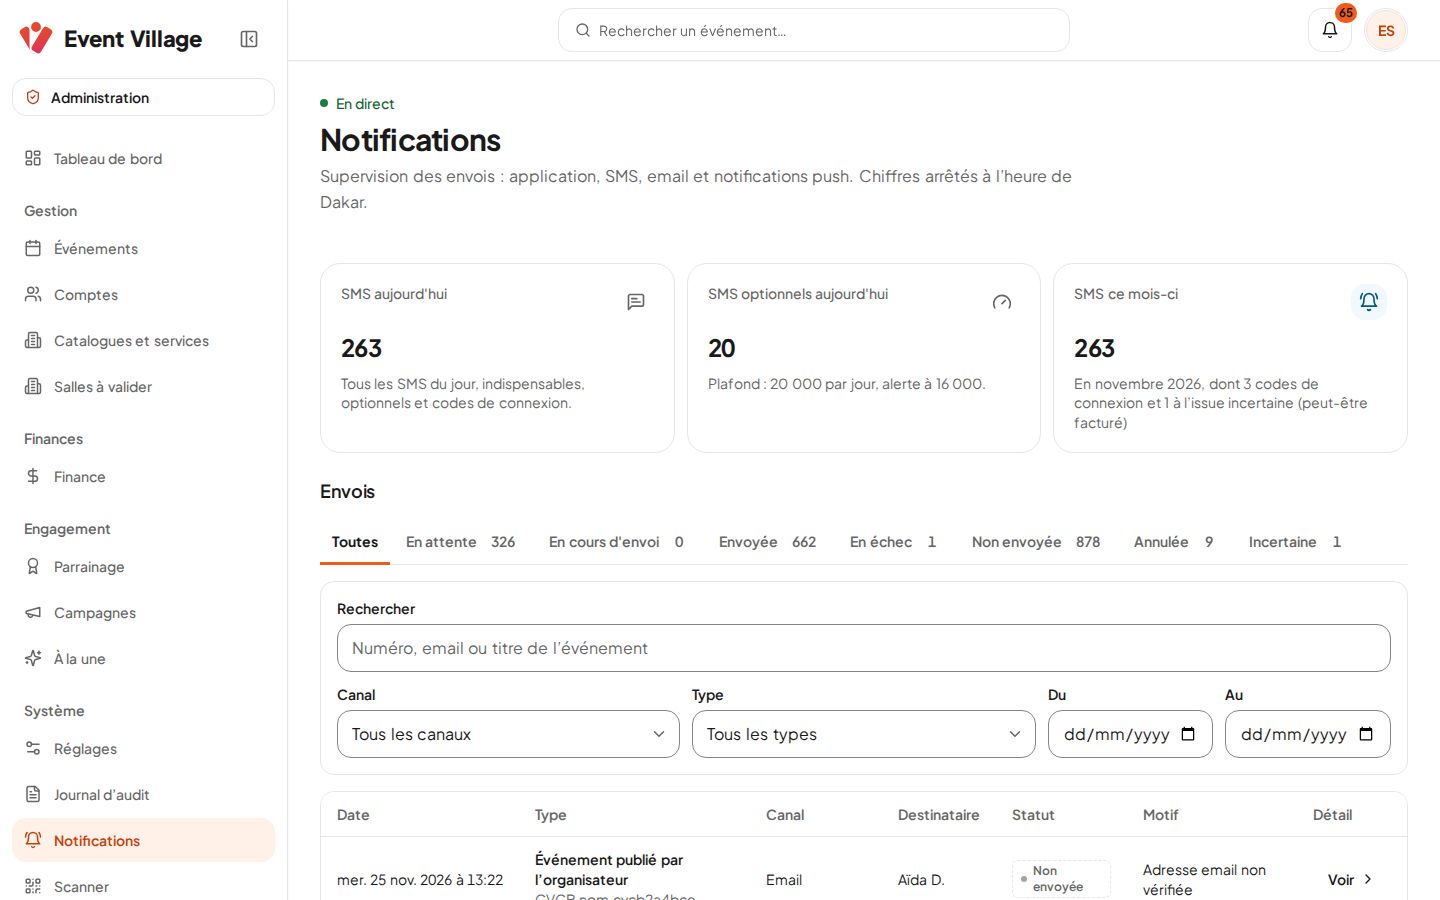 Event Village
Rechercher un événement...
65
ES
Administration
Tableau de bord
Gestion
Événements
Comptes
Catalogues et services
Salles à valider
Finances
Finance
Engagement
Parrainage
Campagnes
À la une
Système
Réglages
Journal d’audit
Notifications
Scanner
En direct
Notifications
Supervision des envois : application, SMS, email et notifications push. Chiffres arrêtés à l’heure de
Dakar.
SMS aujourd'hui
263
Tous les SMS du jour, indispensables,
optionnels et codes de connexion.
SMS optionnels aujourd'hui
20
Plafond : 20 000 par jour, alerte à 16 000.
SMS ce mois-ci
263
En novembre 2026, dont 3 codes de
connexion et 1 à l’issue incertaine (peut-être
facturé)
Envois
Toutes En attente 326 En cours d'envoi 0 Envoyée 662 En échec 1 Non envoyée 878 Annulée 9 Incertaine 1
Rechercher
Numéro, email ou titre de l’événement
Canal Type Du Au
Tous les canaux Tous les types dd/mm/yyyy dd/mm/yyyy
Date Type Canal Destinataire Statut Motif Détail
Événement publié par
l’organisateur
mer. 25 nov. 2026 à 13:22 Email Aïda D.
Non
envoyée
Adresse email non
vérifiée
Voir